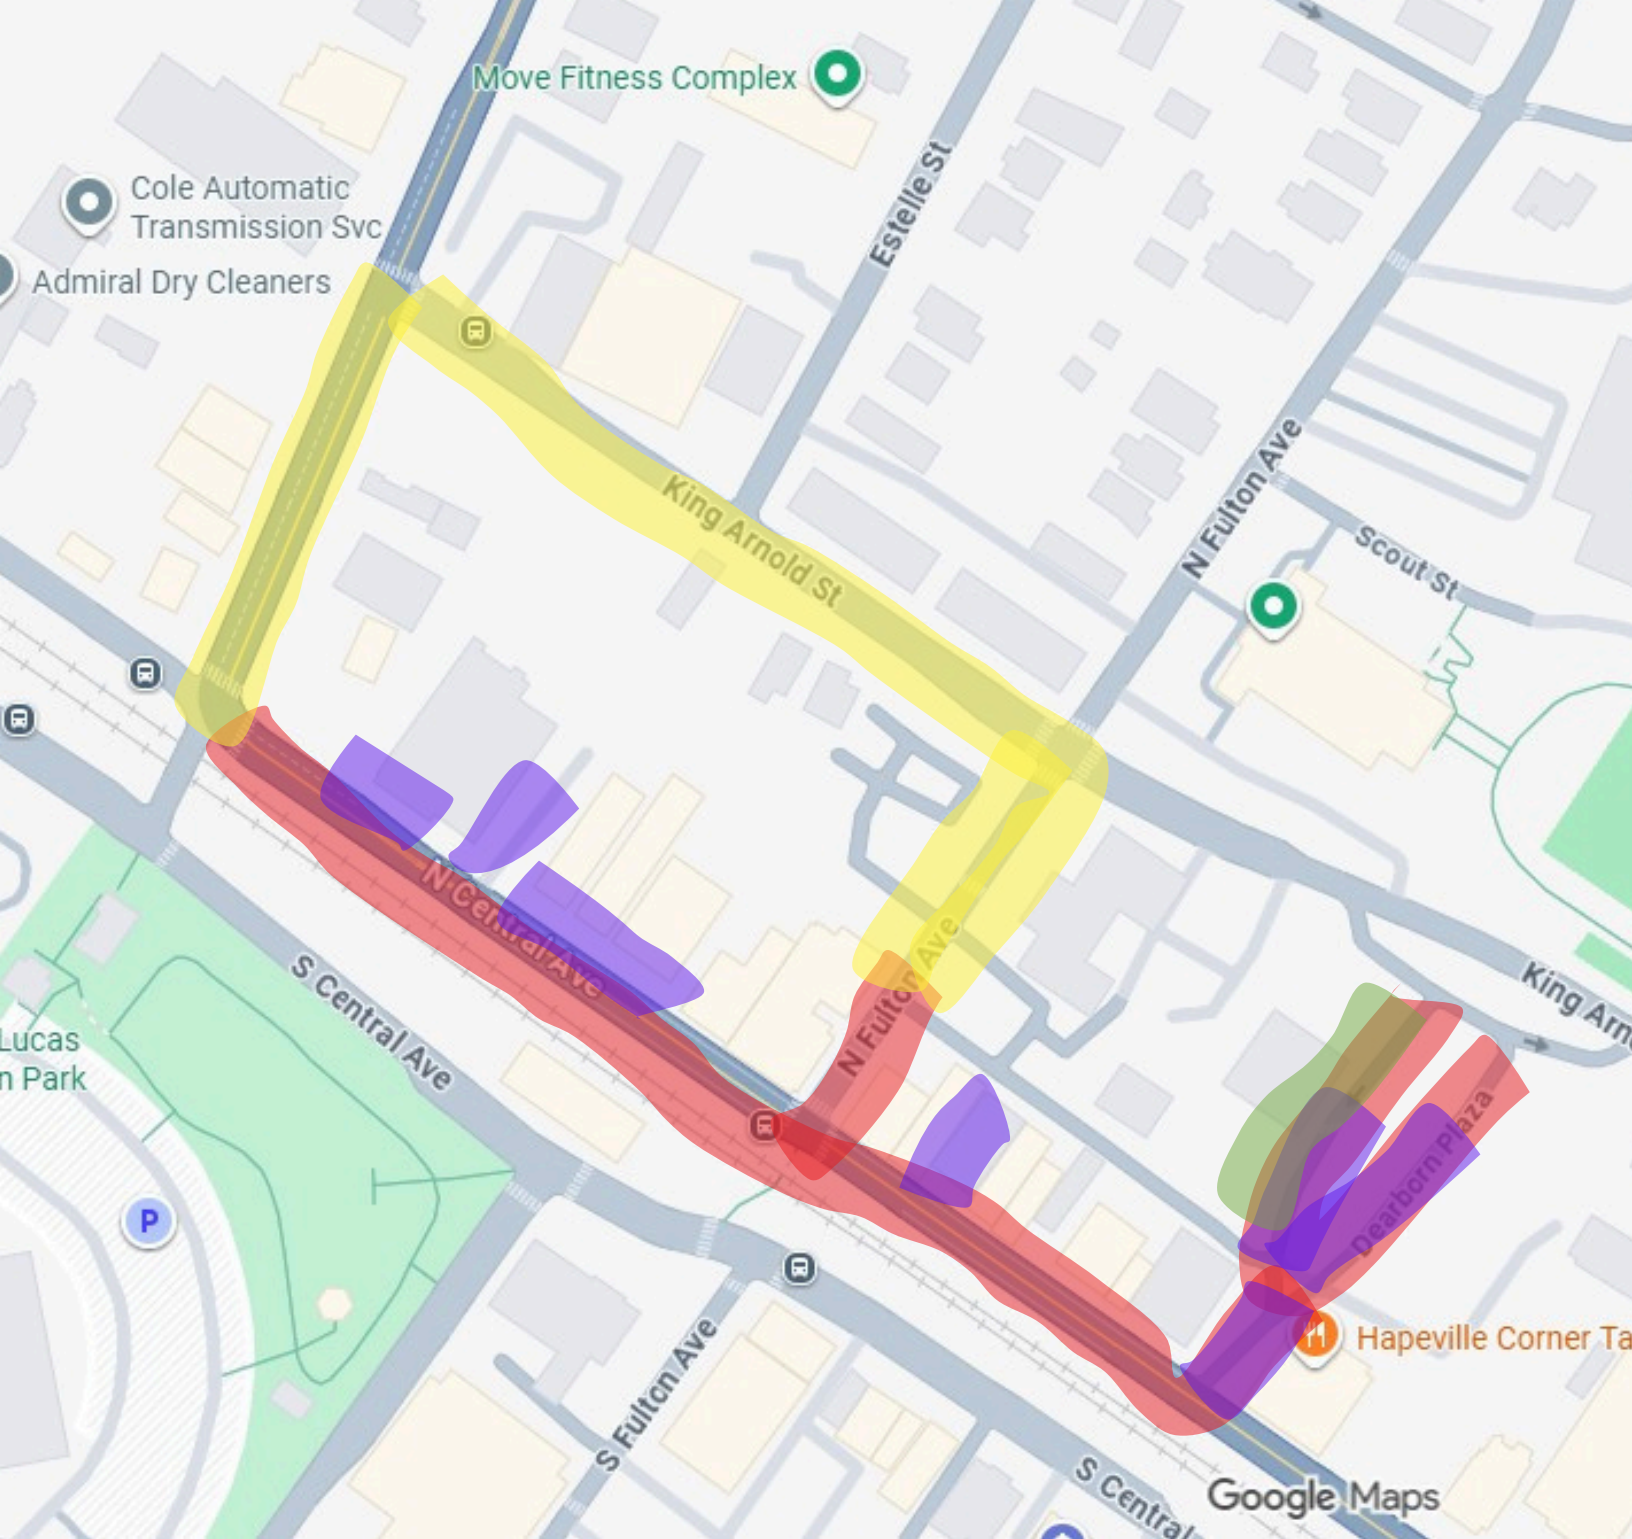 Move Fitness Complex
Cole Automatic
Transmission Svc
Admiral Dry Cleaners
Estelle St
N Fulton Ave
King Arnold St
Scout St
N Central Ave
N Fulton Ave
S Central Ave
King Arn
Lucas
n Park
P
Dearborn Plaza
Hapeville Corner Ta
S Fulton Ave
S Central
Google Maps